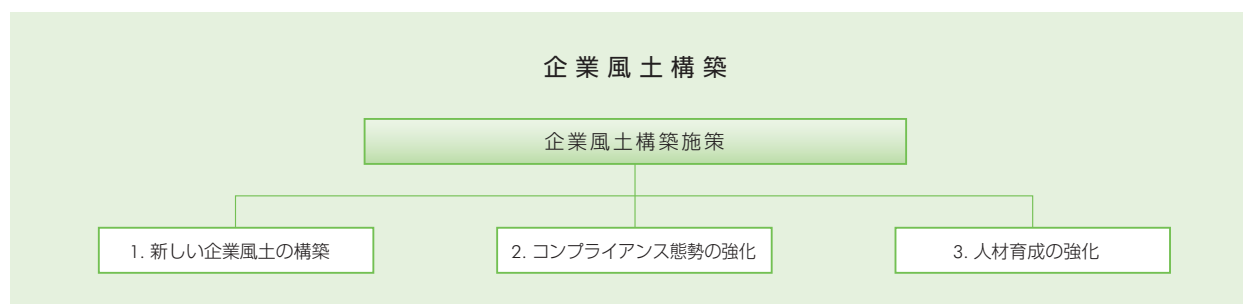 企業風土構築
企業風土構築施策
1. 新しい企業風土の構築
2. コンプライアンス態勢の強化
3. 人材育成の強化